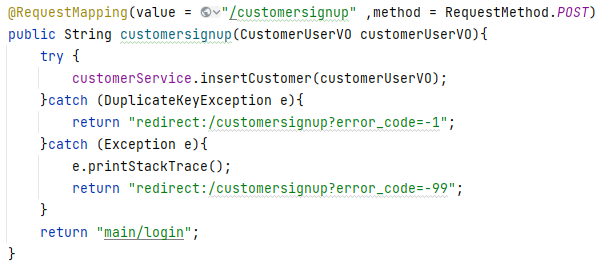 @RequestMapping(value = "/customersignup" ,method = RequestMethod.POST)
public String customersignup(CustomerUserVO customerUserVO){
    try {
        customerService.insertCustomer(customerUserVO);
    }catch (DuplicateKeyException e){
        return "redirect:/customersignup?error_code=-1";
    }catch (Exception e){
        e.printStackTrace();
        return "redirect:/customersignup?error_code=-99";
    }
    return "main/login";
}